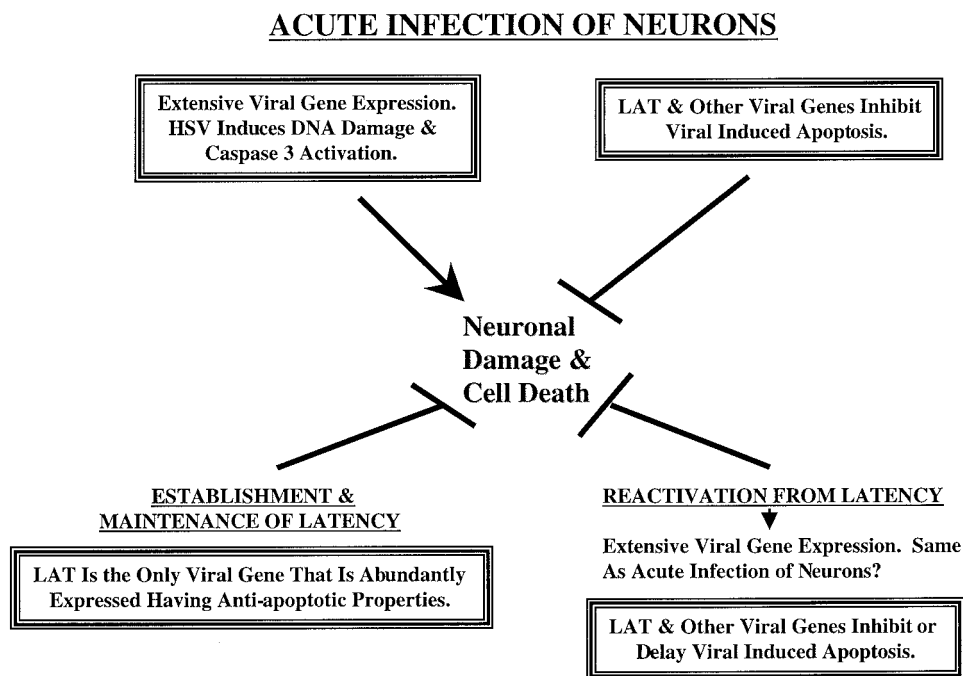 ACUTE INFECTION OF NEURONS
Extensive Viral Gene Expression.
HSV Induces DNA Damage &
Caspase 3 Activation.
LAT & Other Viral Genes Inhibit
Viral Induced Apoptosis.
Neuronal
Damage &
Cell Death
ESTABLISHMENT &
MAINTENANCE OF LATENCY
LAT Is the Only Viral Gene That Is Abundantly
Expressed Having Anti-apoptotic Properties.
REACTIVATION FROM LATENCY
Extensive Viral Gene Expression. Same
As Acute Infection of Neurons?
LAT & Other Viral Genes Inhibit or
Delay Viral Induced Apoptosis.